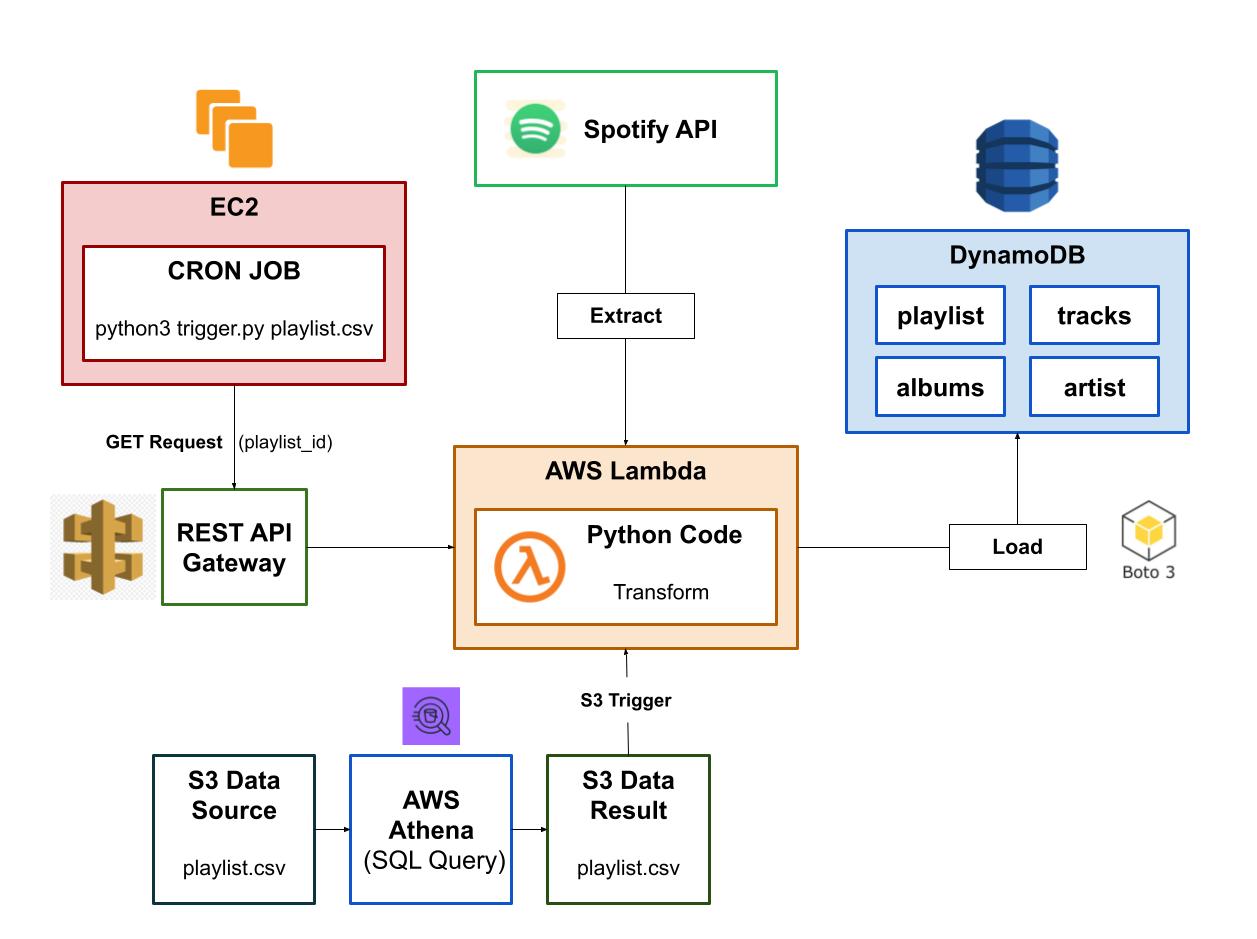 Spotify API
EC2
CRON JOB
python3 trigger.py playlist.csv
DynamoDB
playlist
tracks
albums
artist
Extract
GET Request (playlist_id)
AWS Lambda
Python Code
Transform
REST API
Gateway
Load
Boto 3
S3 Trigger
S3 Data
Source
playlist.csv
AWS
Athena
(SQL Query)
S3 Data
Result
playlist.csv